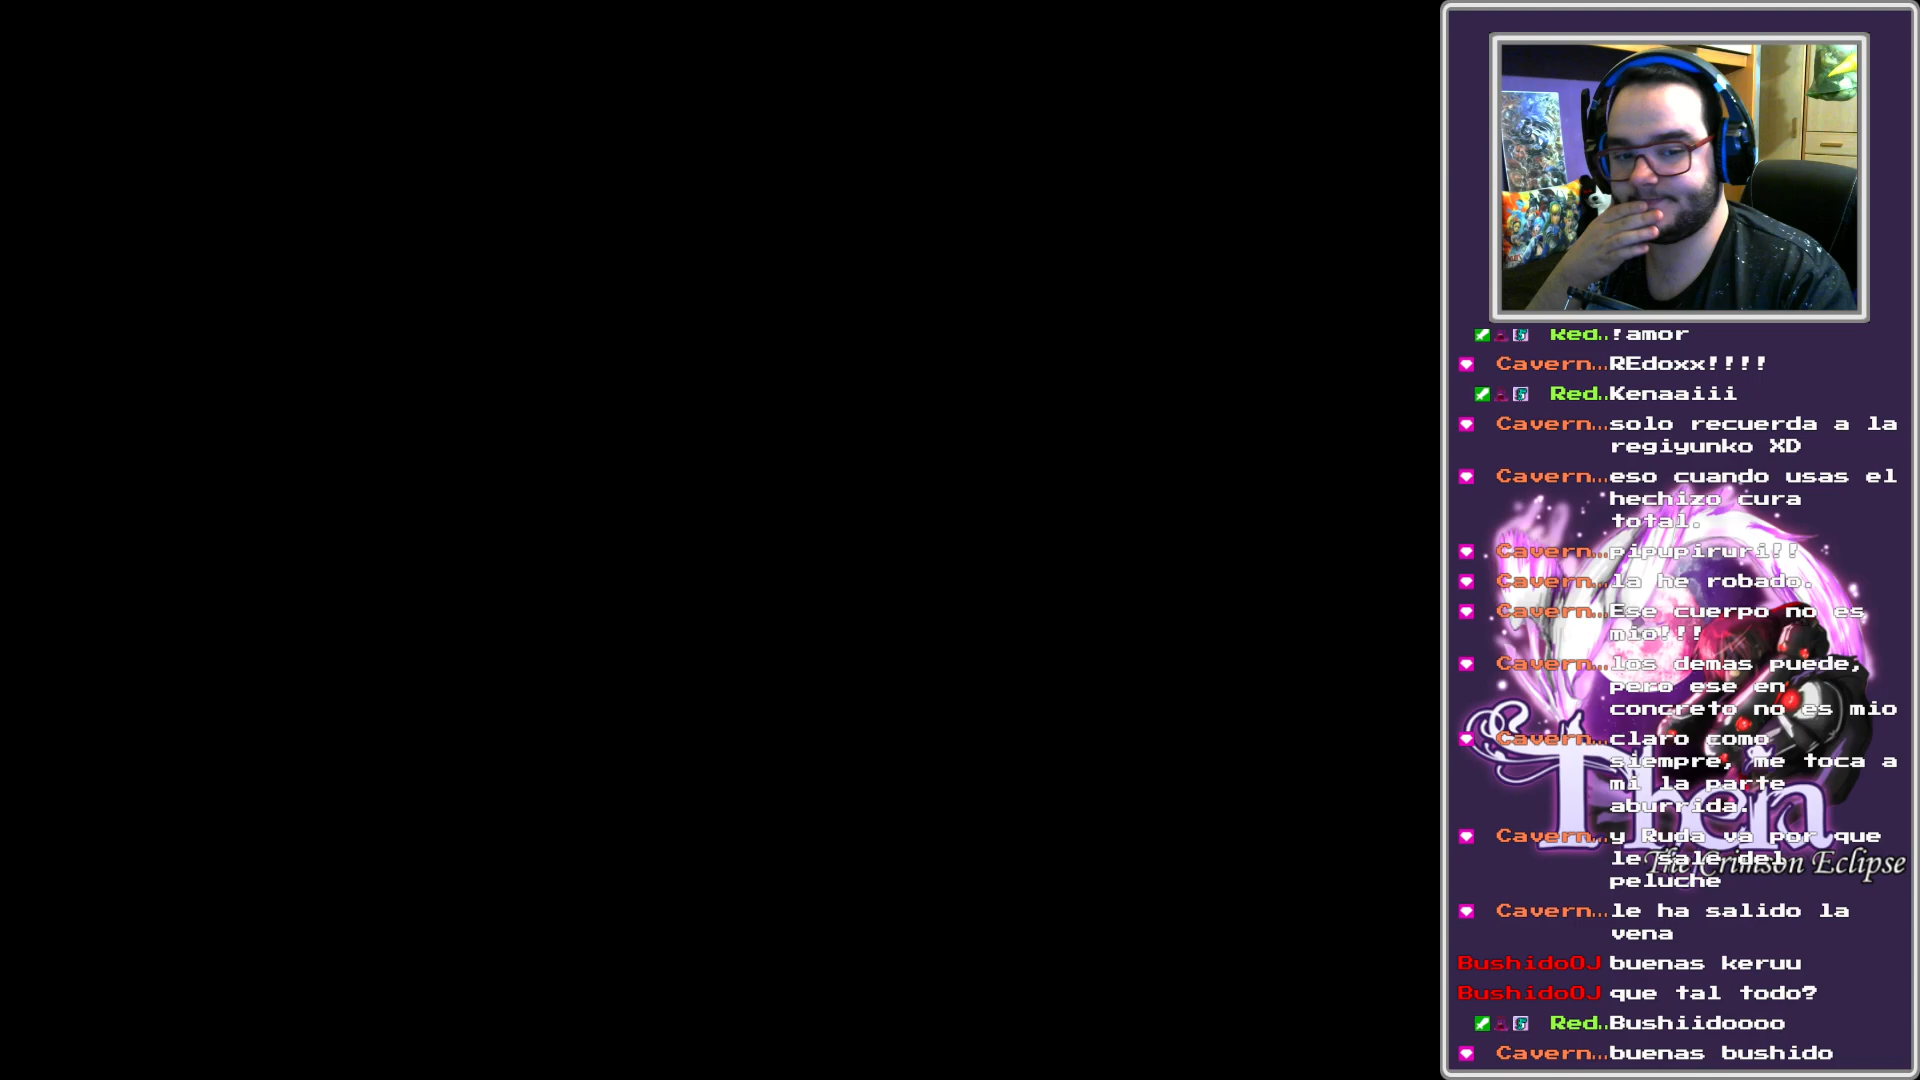 Red..!amor
Cavern...REdoxx!!!!
Red..Kenaaiii
Cavern...solo recuerda a la
regiyunko XD
Cavern...eso cuando usas el
hechizo cura
total.
Cavern...pipupiruri!!
Cavern...la he robado.
Cavern...Ese cuerpo no es
mio!!!
Cavern...los demas puede,
pero ese en
concreto no es mio
Cavern...claro como
siempre, me toca a
mi la parte
aburrida.
Cavern...y Ruda va por que
le sale del
peluche
Cavern...le ha salido la
vena
BushidoOJ buenas keruu
BushidoOJ que tal todo?
Red..Bushiidoooo
Cavern...buenas bushido
Thera
The Crimson Eclipse